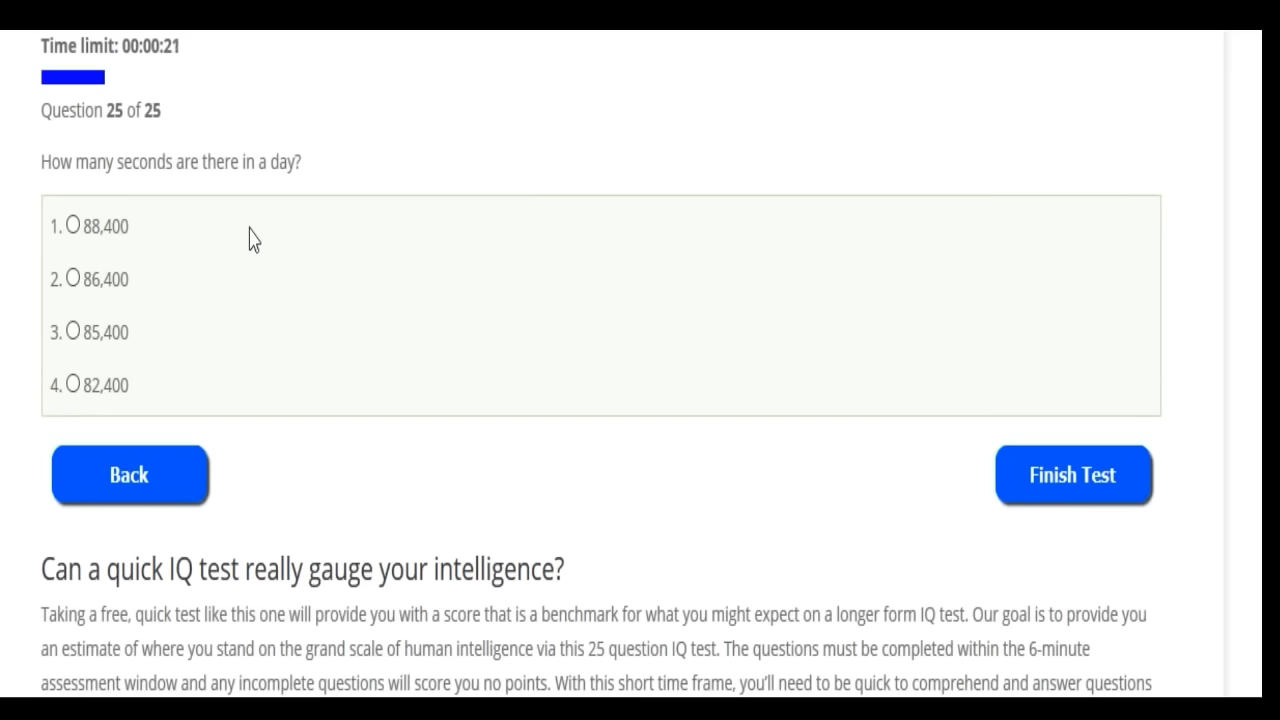 Time limit: 00:00:21
Question 25 of 25
How many seconds are there in a day?
1. 88,400
2. 86,400
3. 85,400
4. 82,400
Back
Finish Test
Can a quick IQ test really gauge your intelligence?
Taking a free, quick test like this one will provide you with a score that is a benchmark for what you might expect on a longer form IQ test. Our goal is to provide you
an estimate of where you stand on the grand scale of human intelligence via this 25 question IQ test. The questions must be completed within the 6-minute
assessment window and any incomplete questions will score you no points. With this short time frame, you'll need to be quick to comprehend and answer questions